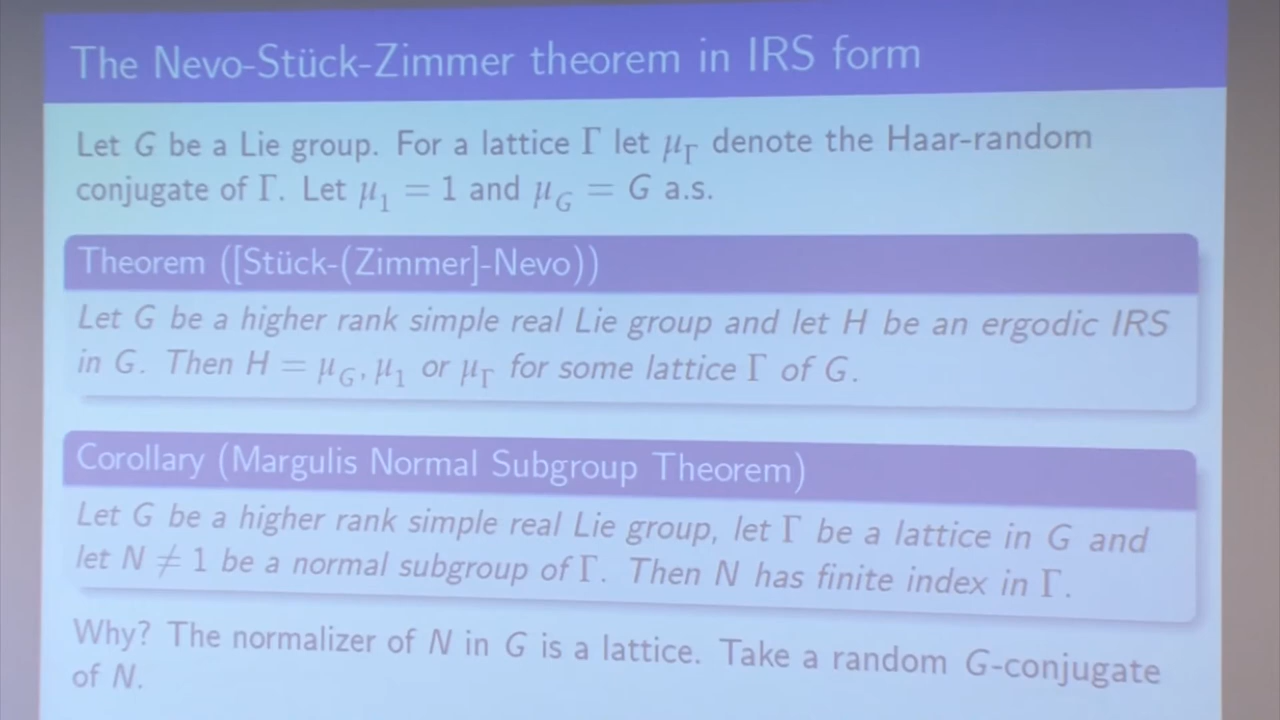 The Nevo-Stück-Zimmer theorem in IRS form
Let G be a Lie group. For a lattice Γ let μ_Γ denote the Haar-random
conjugate of Γ. Let μ₁ = 1 and μ_G = G a.s.
Theorem ([Stück-(Zimmer]-Nevo))
Let G be a higher rank simple real Lie group and let H be an ergodic IRS
in G. Then H = μ_G, μ₁ or μ_Γ for some lattice Γ of G.
Corollary (Margulis Normal Subgroup Theorem)
Let G be a higher rank simple real Lie group, let Γ be a lattice in G and
let N ≠ 1 be a normal subgroup of Γ. Then N has finite index in Γ.
Why? The normalizer of N in G is a lattice. Take a random G-conjugate
of N.